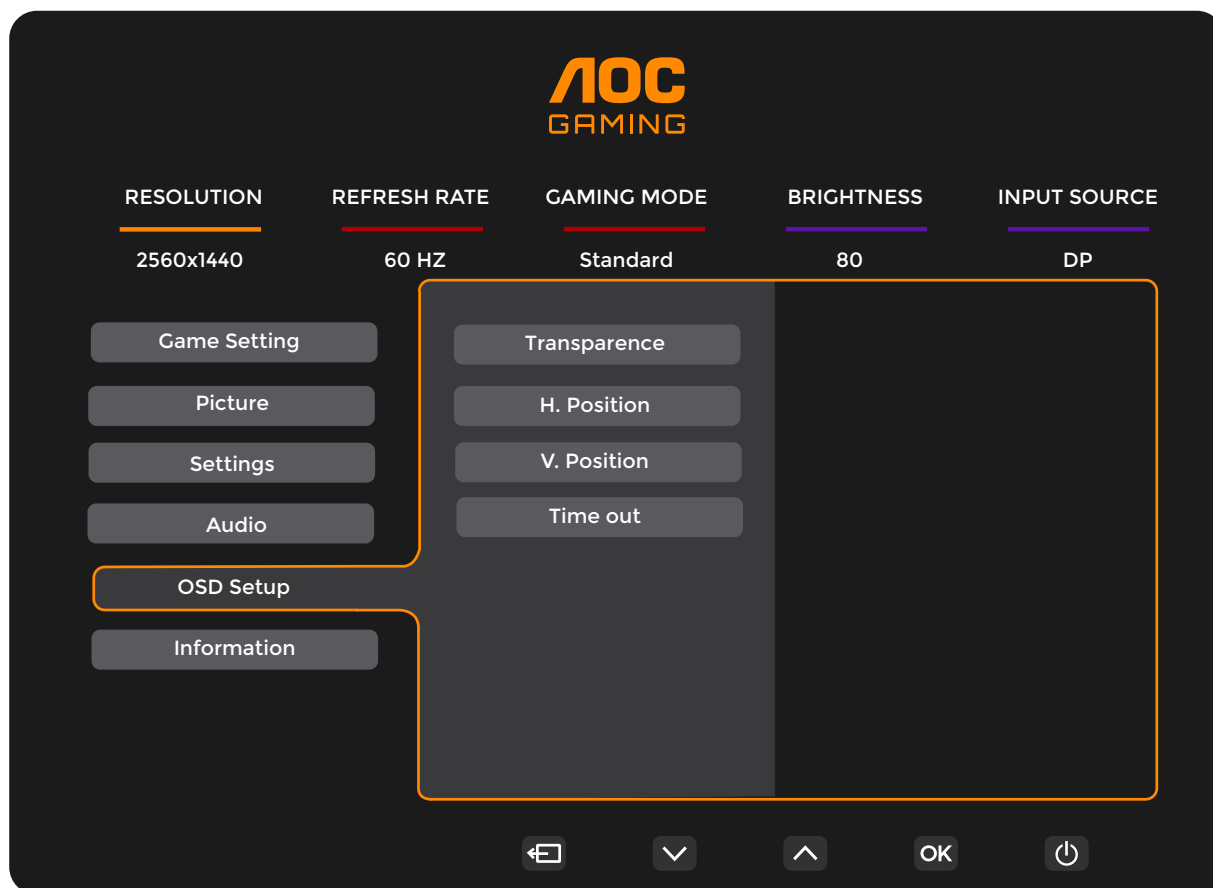 AOC
GAMING
RESOLUTION REFRESH RATE GAMING MODE BRIGHTNESS INPUT SOURCE
2560x1440 60 HZ Standard 80 DP
Game Setting
Picture
Settings
Audio
OSD Setup
Information
Transparence
H. Position
V. Position
Time out
OK